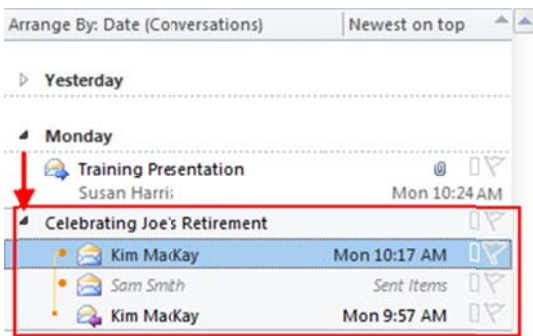 Arrange By: Date (Conversations) Newest on top
Yesterday
Monday
Training Presentation
Susan Harris Mon 10:24 AM
Celebrating Joe's Retirement
Kim MacKay Mon 10:17 AM
Sam Smith Sent Items
Kim MacKay Mon 9:57 AM